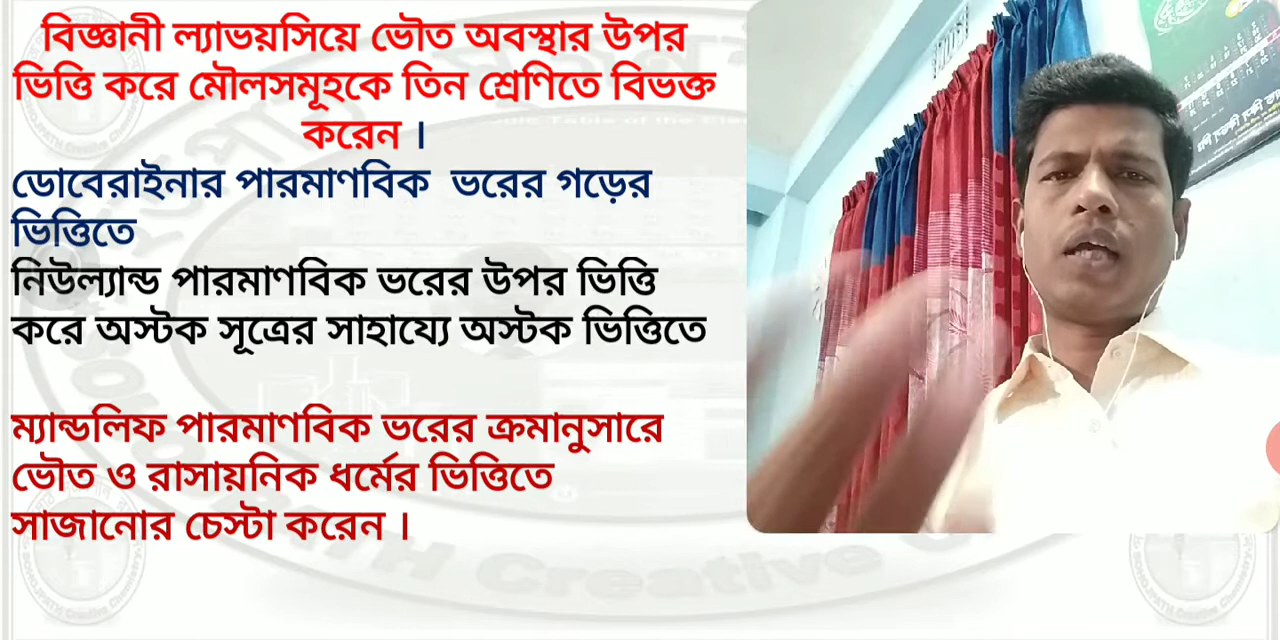 বিজ্ঞানী ল্যাভয়সিয়ে ভৌত অবস্থার উপর
ভিত্তি করে মৌলসমূহকে তিন শ্রেণিতে বিভক্ত
করেন ।
ডোবেরাইনার পারমাণবিক ভরের গড়ের
ভিত্তিতে
নিউল্যান্ড পারমাণবিক ভরের উপর ভিত্তি
করে অস্টক সূত্রের সাহায্যে অস্টক ভিত্তিতে
ম্যান্ডলিফ পারমাণবিক ভরের ক্রমানুসারে
ভৌত ও রাসায়নিক ধর্মের ভিত্তিতে
সাজানোর চেস্টা করেন ।
Creative